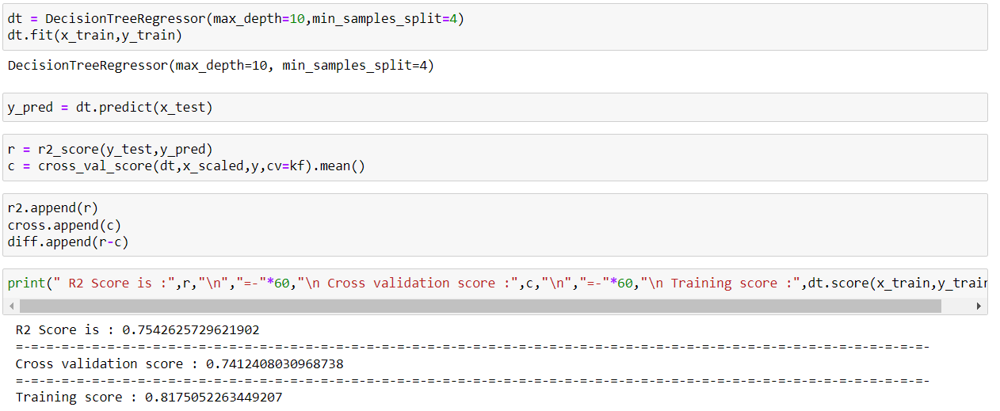 dt = DecisionTreeRegressor(max_depth=10,min_samples_split=4)
dt.fit(x_train,y_train)
DecisionTreeRegressor(max_depth=10, min_samples_split=4)
y_pred = dt.predict(x_test)
r = r2_score(y_test,y_pred)
c = cross_val_score(dt,x_scaled,y,cv=kf).mean()
r2.append(r)
cross.append(c)
diff.append(r-c)
print(" R2 Score is :",r,"\n","=-"*60,"\n Cross validation score :",c,"\n","=-"*60,"\n Training score :",dt.score(x_train,y_train
R2 Score is : 0.7542625729621902
=-=-=-=-=-=-=-=-=-=-=-=-=-=-=-=-=-=-=-=-=-=-=-=-=-=-=-=-=-=-=-=-=-=-=-=-=-=-=-=-=-=-=-=-=-=-=-=-=-=-=-=-=-=-=-=-=-=-=-=-
Cross validation score : 0.7412408030968738
=-=-=-=-=-=-=-=-=-=-=-=-=-=-=-=-=-=-=-=-=-=-=-=-=-=-=-=-=-=-=-=-=-=-=-=-=-=-=-=-=-=-=-=-=-=-=-=-=-=-=-=-=-=-=-=-=-=-=-=-
Training score : 0.8175052263449207